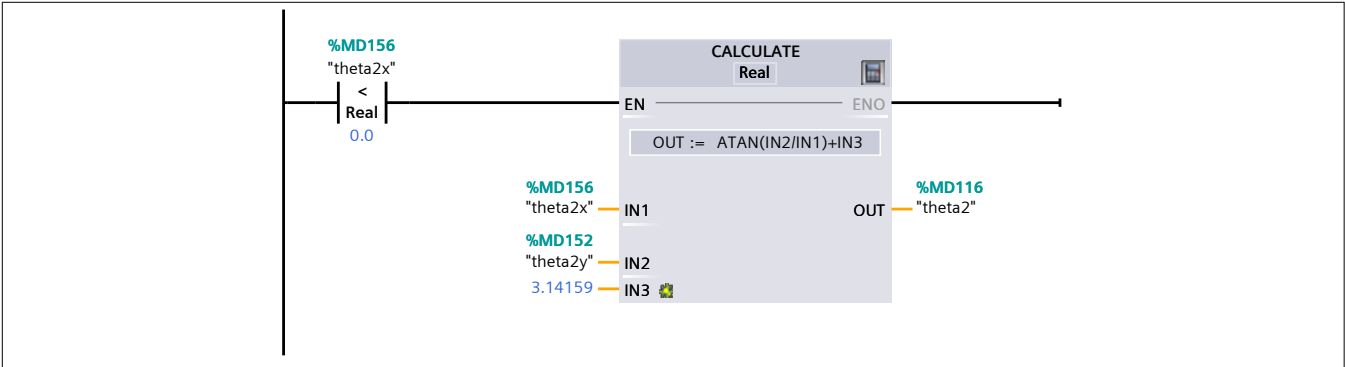 %MD156
"theta2x"
<
Real
0.0
CALCULATE
Real
EN
ENO
OUT := ATAN(IN2/IN1)+IN3
%MD156
"theta2x"
IN1
OUT
%MD116
"theta2"
%MD152
"theta2y"
IN2
3.14159
IN3